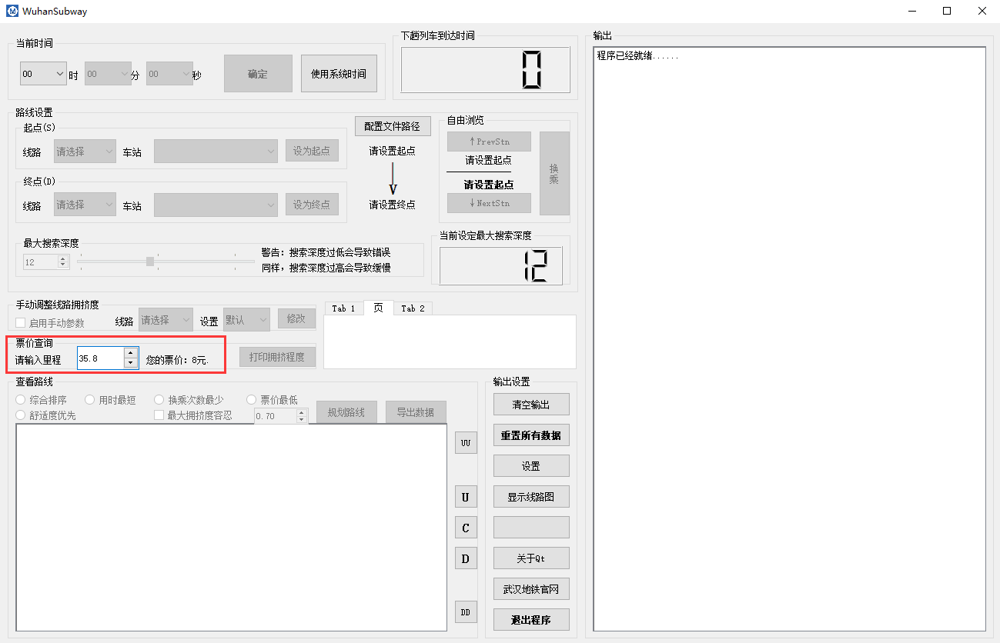 WuhanSubway
当前时间
00 时 00 分 00 秒 确定 使用系统时间
下趟列车到达时间
0
路线设置
起点(S)
线路 请选择 车站 设为起点
终点(D)
线路 请选择 车站 设为终点
配置文件路径
请设置起点
V
请设置终点
自由浏览
↑PrevStn
请设置起点
请设置起点
↓NextStn
换乘
最大搜索深度
12
警告: 搜索深度过低会导致错误
同样, 搜索深度过高会导致缓慢
当前设定最大搜索深度
12
手动调整线路拥挤度
启用手动参数 线路 请选择 设置 默认 修改
票价查询
请输入里程 35.8 您的票价: 8元.
打印拥挤程度
Tab 1 页 Tab 2
查看路线
综合排序 用时最短 换乘次数最少 票价最低
舒适度优先 最大拥挤度容忍 0.70
规划路线 导出数据
UU
U
C
D
DD
输出设置
清空输出
重置所有数据
设置
显示线路图
关于Qt
武汉地铁官网
退出程序
输出
程序已经就绪......